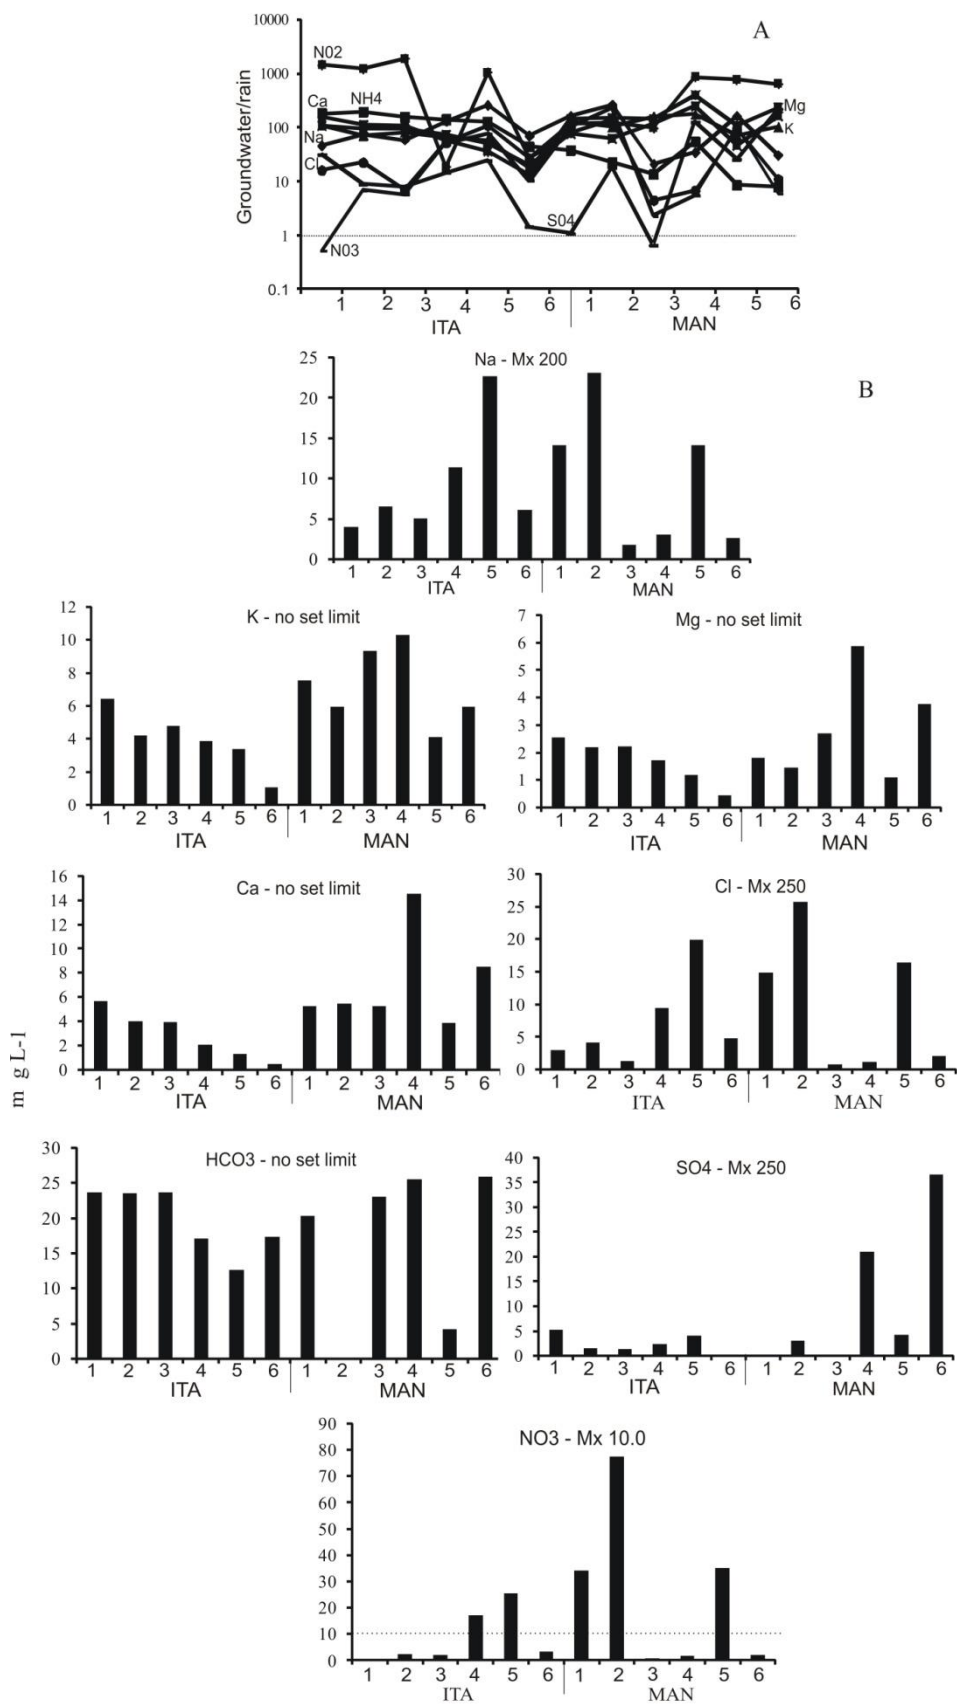 A
10000
1000
100
10
1
0.1
Groundwater/rain
N02
Ca
NH4
Na
Cl
N03
S04
Mg
K
1 2 3 4 5 6 1 2 3 4 5 6
ITA MAN
B
Na - Mx 200
25
20
15
10
5
0
1 2 3 4 5 6 1 2 3 4 5 6
ITA MAN
K - no set limit
12
10
8
6
4
2
0
1 2 3 4 5 6 1 2 3 4 5 6
ITA MAN
Mg - no set limit
7
6
5
4
3
2
1
0
1 2 3 4 5 6 1 2 3 4 5 6
ITA MAN
m g L-1
Ca - no set limit
16
14
12
10
8
6
4
2
0
1 2 3 4 5 6 1 2 3 4 5 6
ITA MAN
Cl - Mx 250
30
25
20
15
10
5
0
1 2 3 4 5 6 1 2 3 4 5 6
ITA MAN
HCO3 - no set limit
30
25
20
15
10
5
0
1 2 3 4 5 6 1 2 3 4 5 6
ITA MAN
SO4 - Mx 250
40
35
30
25
20
15
10
5
0
1 2 3 4 5 6 1 2 3 4 5 6
ITA MAN
NO3 - Mx 10.0
90
80
70
60
50
40
30
20
10
0
1 2 3 4 5 6 1 2 3 4 5 6
ITA MAN